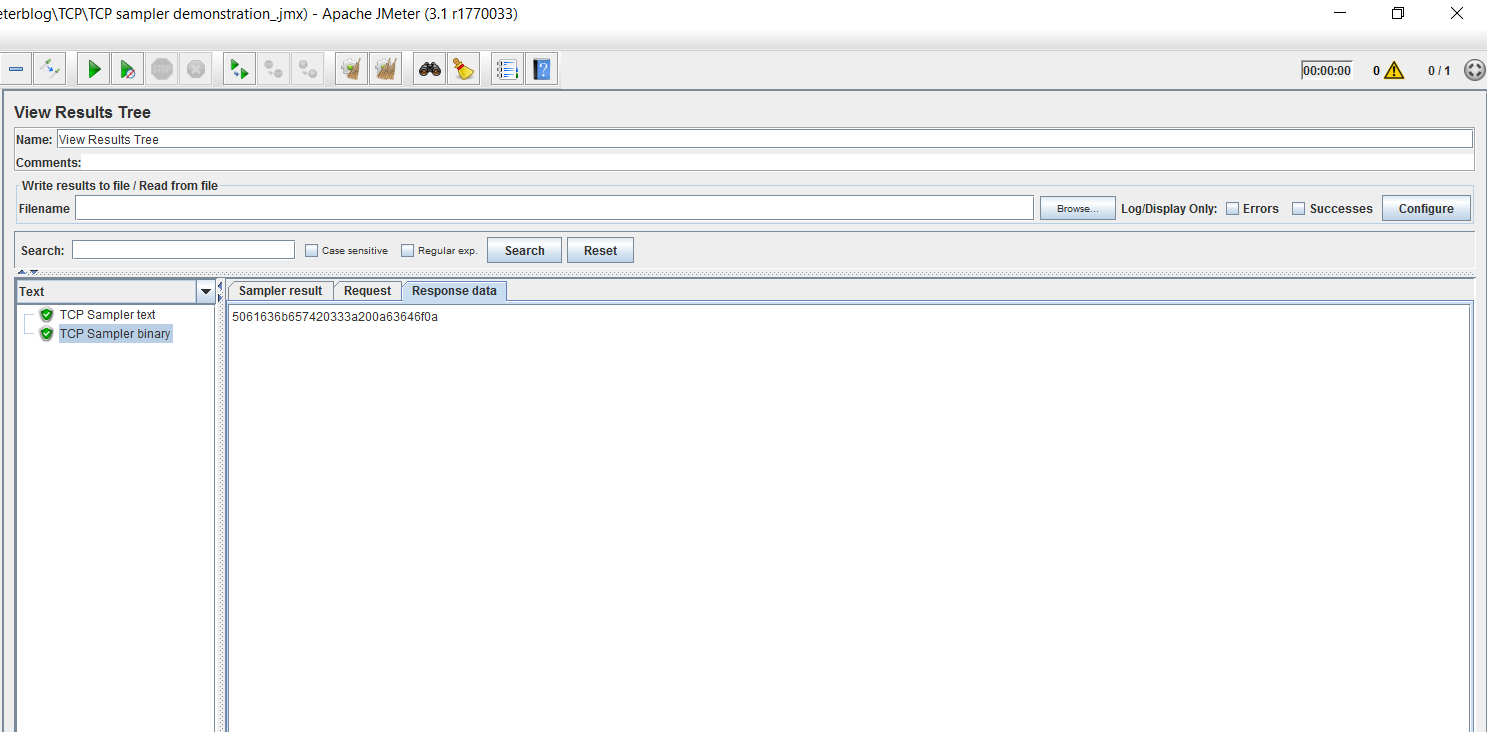 eterblog\TCP\TCP sampler demonstration_.jmx) - Apache JMeter (3.1 r1770033)
STOP 00:00:00 0 0 / 1
View Results Tree
Name: View Results Tree
Comments:
Write results to file / Read from file
Filename Browse... Log/Display Only: Errors Successes Configure
Search: Case sensitive Regular exp. Search Reset
Text Sampler result Request Response data
TCP Sampler text
TCP Sampler binary
5061636b657420333a200a63646f0a